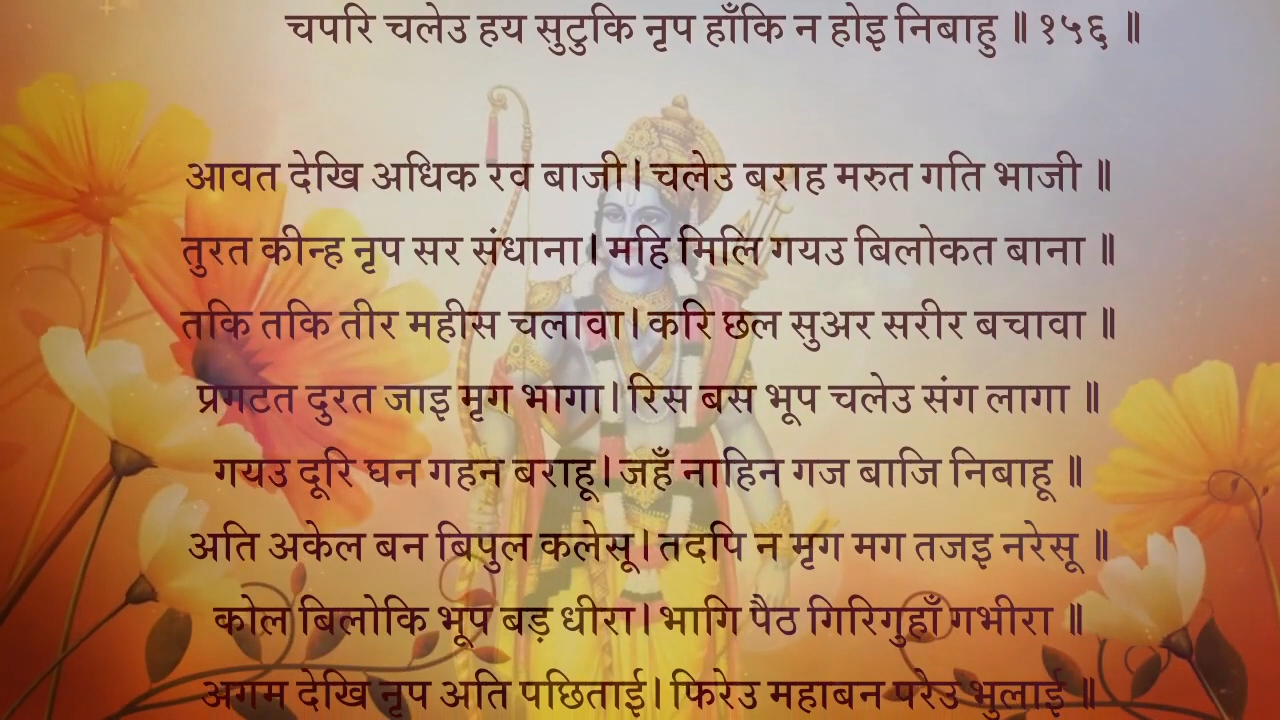 चपरि चलेउ हय सुटुकि नृप हाँकि न होइ निबाहु ॥ १५६ ॥
आवत देखि अधिक रव बाजी। चलेउ बराह मरुत गति भाजी ॥
तुरत कीन्ह नृप सर संधाना। महि मिलि गयउ बिलोकत बाना ॥
तकि तकि तीर महीस चलावा। करि छल सुअर सरीर बचावा ॥
प्रगटत दुरत जाइ मृग भागा। रिस बस भूप चलेउ संग लागा ॥
गयउ दूरि घन गहन बराहू। जहँ नाहिन गज बाजि निबाहू ॥
अति अकेल बन बिपुल कलेसू। तदपि न मृग मग तजइ नरेसू ॥
कोल बिलोकि भूप बड़ धीरा। भागि पैठ गिरिगुहाँ गभीरा ॥
अगम देखि नृप अति पछिताई। फिरेउ महाबन परेउ भुलाई ॥